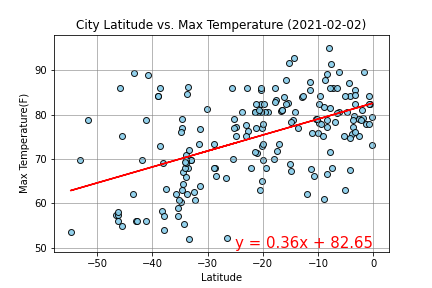 City Latitude vs. Max Temperature (2021-02-02)
Max Temperature(F)
90
80
70
60
50
y = 0.36x + 82.65
−50 −40 −30 −20 −10 0
Latitude